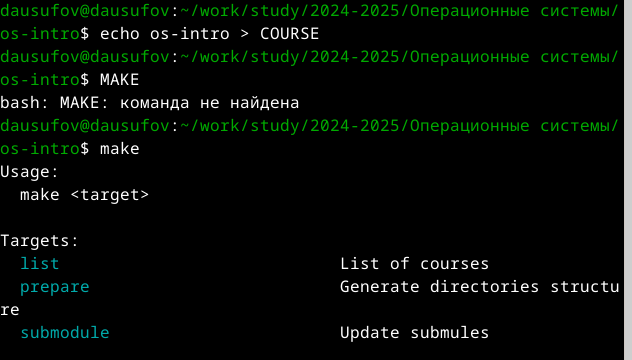 dausufov@dausufov:~/work/study/2024-2025/Операционные системы/
os-intro$ echo os-intro > COURSE
dausufov@dausufov:~/work/study/2024-2025/Операционные системы/
os-intro$ MAKE
bash: MAKE: команда не найдена
dausufov@dausufov:~/work/study/2024-2025/Операционные системы/
os-intro$ make
Usage:
  make <target>

Targets:
  list                            List of courses
  prepare                         Generate directories structu
re
  submodule                       Update submules